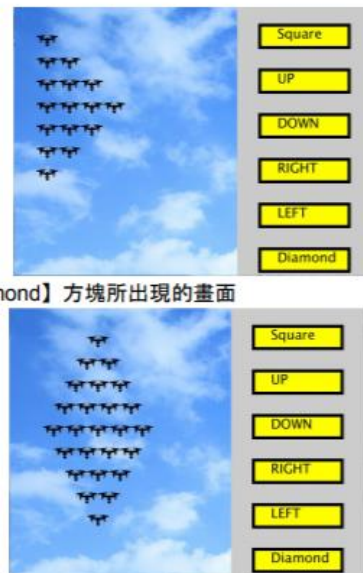 Square
UP
DOWN
RIGHT
LEFT
Diamond
mond】方塊所出現的畫面
Square
UP
DOWN
RIGHT
LEFT
Diamond